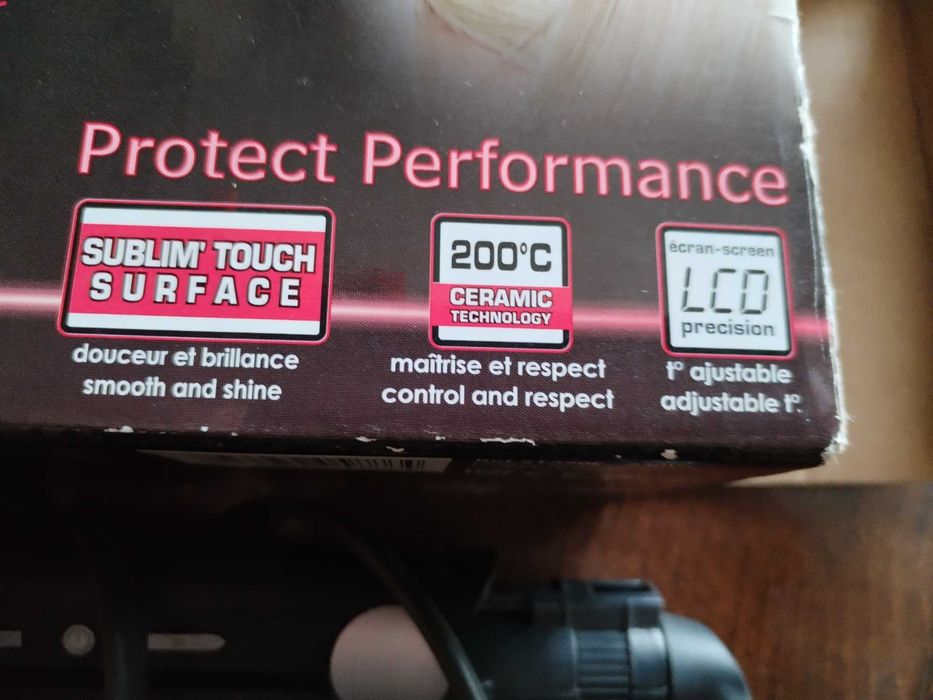 Protect Performance
SUBLIM' TOUCH
SURFACE
douceur et brillance
smooth and shine
200°C
CERAMIC
TECHNOLOGY
maîtrise et respect
control and respect
écran-screen
LCD
precision
t° ajustable
adjustable t°.